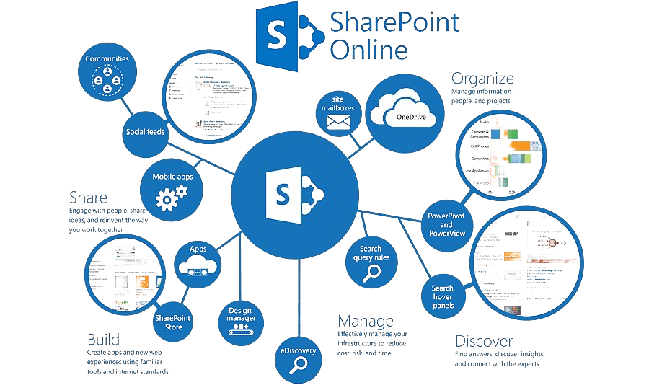 SharePoint
Online
Communities
Social feeds
Mobile apps
Site
mailboxes
OneDrive
Organize
Manage information,
people, and projects
Share
Engage with people, share
ideas, and reinvent the way
you work together
PowerPivot
and
PowerView
Apps
Search
query rules
Search
hover
panels
SharePoint
Store
Design
manager
eDiscovery
Build
Create apps and new web
experiences using familiar
tools and internet standards
Manage
Effectively manage your
infrastructure to reduce
cost, risk, and time
Discover
Find answers, discover insights,
and connect with the experts